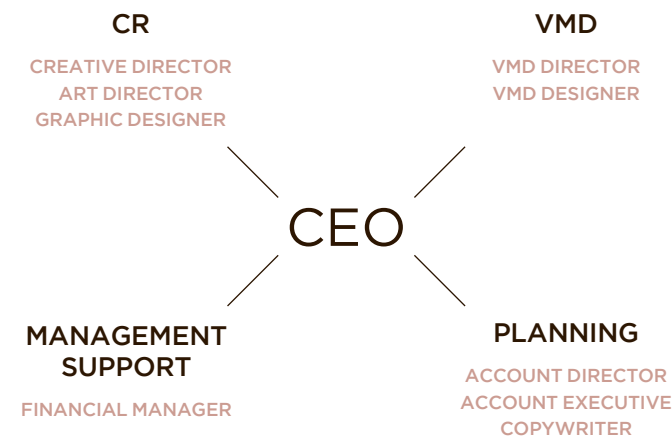 CR
CREATIVE DIRECTOR
ART DIRECTOR
GRAPHIC DESIGNER
VMD
VMD DIRECTOR
VMD DESIGNER
CEO
MANAGEMENT
SUPPORT
FINANCIAL MANAGER
PLANNING
ACCOUNT DIRECTOR
ACCOUNT EXECUTIVE
COPYWRITER